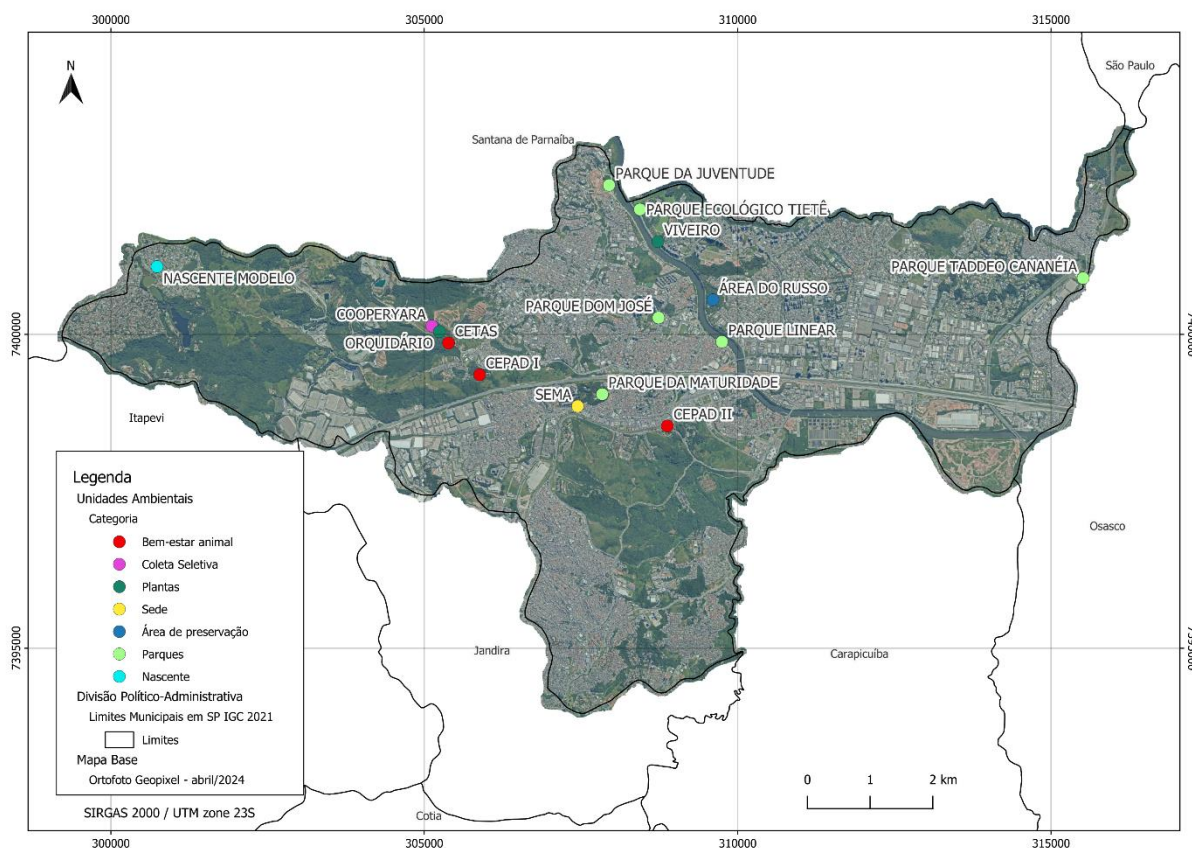 300000 305000 310000 315000
São Paulo
N
Santana de Parnaíba
PARQUE DA JUVENTUDE
PARQUE ECOLÓGICO TIETÊ
VIVEIRO
PARQUE TADDEO CANANÉIA
NASCENTE MODELO
ÁREA DO RUSSO
PARQUE DOM JOSÉ
COOPERYARA
CETAS
ORQUIDÁRIO
PARQUE LINEAR
7400000
7400000
CEPAD I
PARQUE DA MATURIDADE
SEMA
CEPAD II
Itapevi
Osasco
Jandira
Carapicuíba
7395000
7395000
Legenda
Unidades Ambientais
Categoria
Bem-estar animal
Coleta Seletiva
Plantas
Sede
Área de preservação
Parques
Nascente
Divisão Político-Administrativa
Limites Municipais em SP IGC 2021
Limites
Mapa Base
Ortofoto Geopixel - abril/2024
SIRGAS 2000 / UTM zone 23S
0 1 2 km
Cotia
300000 305000 310000 315000